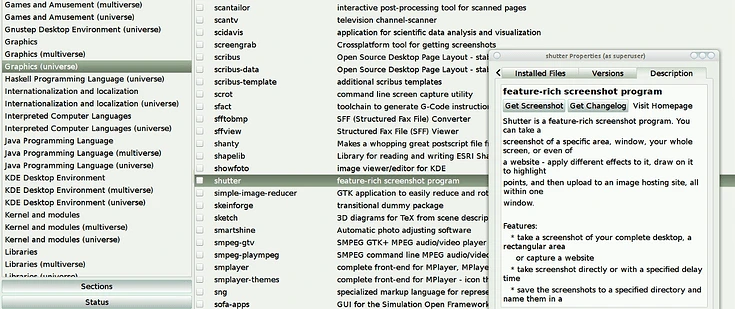 Games and Amusement (multiverse)
Games and Amusement (universe)
Gnustep Desktop Environment (universe)
Graphics
Graphics (multiverse)
Graphics (universe)
Haskell Programming Language (universe)
Internationalization and localization
Internationalization and localization (universe)
Interpreted Computer Languages
Interpreted Computer Languages (universe)
Java Programming Language
Java Programming Language (multiverse)
Java Programming Language (universe)
KDE Desktop Environment
KDE Desktop Environment (multiverse)
KDE Desktop Environment (universe)
Kernel and modules
Kernel and modules (multiverse)
Kernel and modules (universe)
Libraries
Libraries (multiverse)
Libraries (universe)
Sections
Status
scantailor interactive post-processing tool for scanned pages
scantv television channel-scanner
scidavis application for scientific data analysis and visualization
screengrab Crossplatform tool for getting screenshots
scribus Open Source Desktop Page Layout - stab
scribus-data Open Source Desktop Page Layout - stab
scribus-template additional scribus templates
scrot command line screen capture utility
sfact toolchain to generate G-Code instruction
sfftobmp SFF (Structured Fax File) Converter
sffview Structured Fax File (SFF) Viewer
shanty Makes a whopping great postscript file f
shapelib Library for reading and writing ESRI Sha
showfoto image viewer/editor for KDE
shutter feature-rich screenshot program
simple-image-reducer GTK application to easily reduce and rot
skeinforge transitional dummy package
sketch 3D diagrams for TeX from scene descrip
smartshine Automatic photo adjusting software
smpeg-gtv SMPEG GTK+ MPEG audio/video player
smpeg-plaympeg SMPEG command line MPEG audio/video
smplayer complete front-end for MPlayer, MPlayer
smplayer-themes complete front-end for MPlayer - icon th
sng specialized markup language for represe
sofa-apps GUI for the Simulation Open Framework
shutter Properties (as superuser)
Installed Files Versions Description
feature-rich screenshot program
Get Screenshot Get Changelog Visit Homepage
Shutter is a feature-rich screenshot program. You
can take a
screenshot of a specific area, window, your whole
screen, or even of
a website - apply different effects to it, draw on it
to highlight
points, and then upload to an image hosting site, all
within one
window.
Features:
* take a screenshot of your complete desktop, a
rectangular area
or capture a website
* take screenshot directly or with a specified delay
time
* save the screenshots to a specified directory and
name them in a